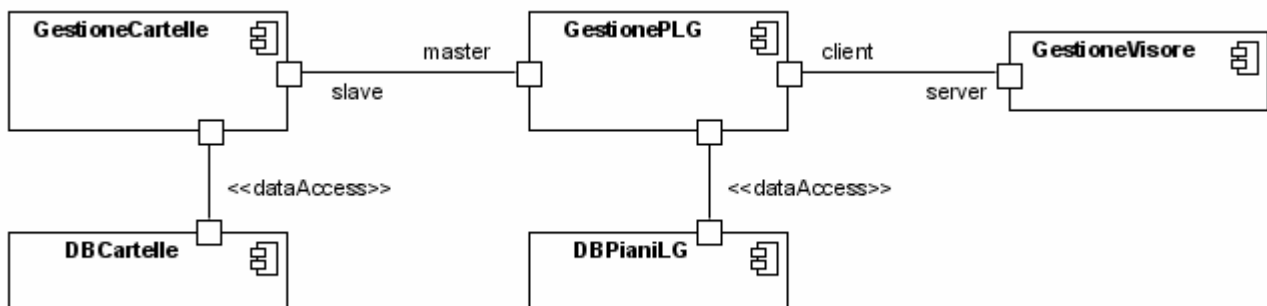 GestioneCartelle
GestionePLG
GestioneVisore
master
client
slave
server
<<dataAccess>>
<<dataAccess>>
DBCartelle
DBPianiLG